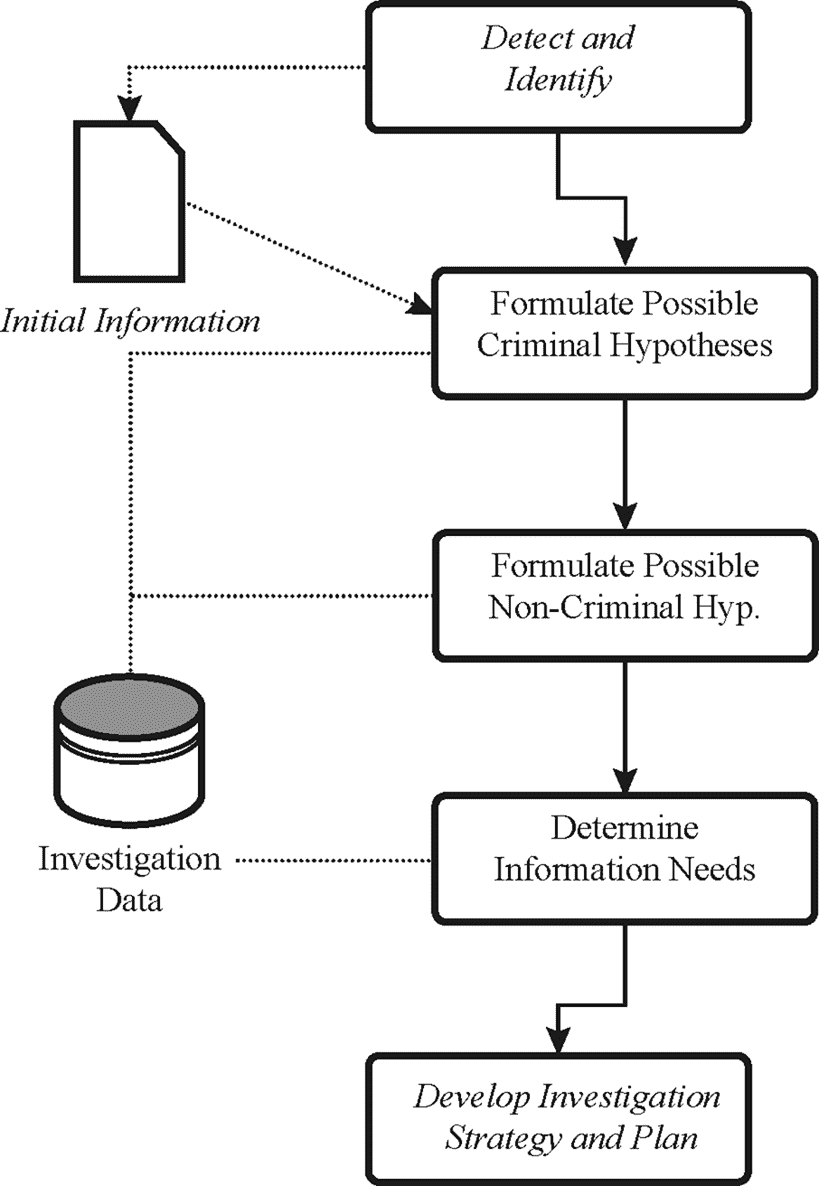 Detect and
Identify
Initial Information
Formulate Possible
Criminal Hypotheses
Formulate Possible
Non-Criminal Hyp.
Investigation
Data
Determine
Information Needs
Develop Investigation
Strategy and Plan